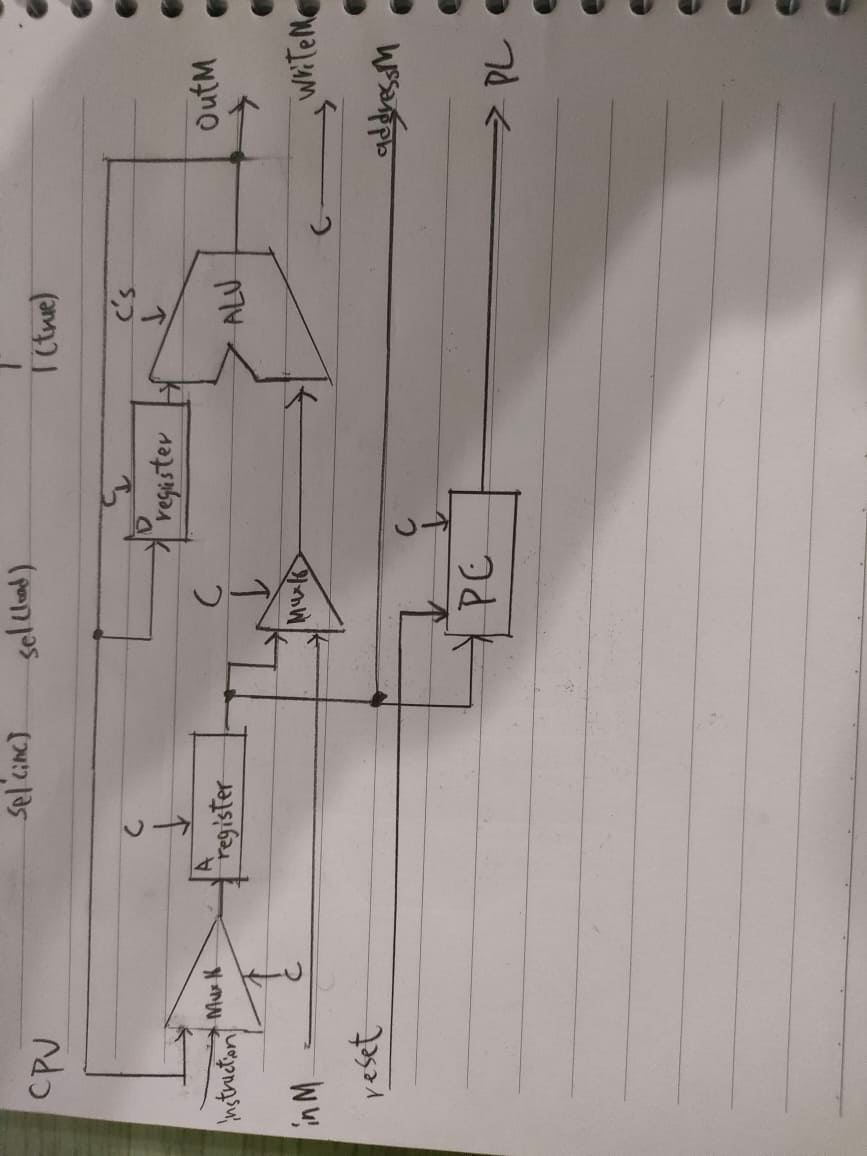 sel(inc) sel(load) 1(true)
CPU
C
C
C's
D
register
A
register
Mux16
instruction
C
C
Mux16
ALU
outM
inM
C
writeM
reset
addressM
C
PC
PC